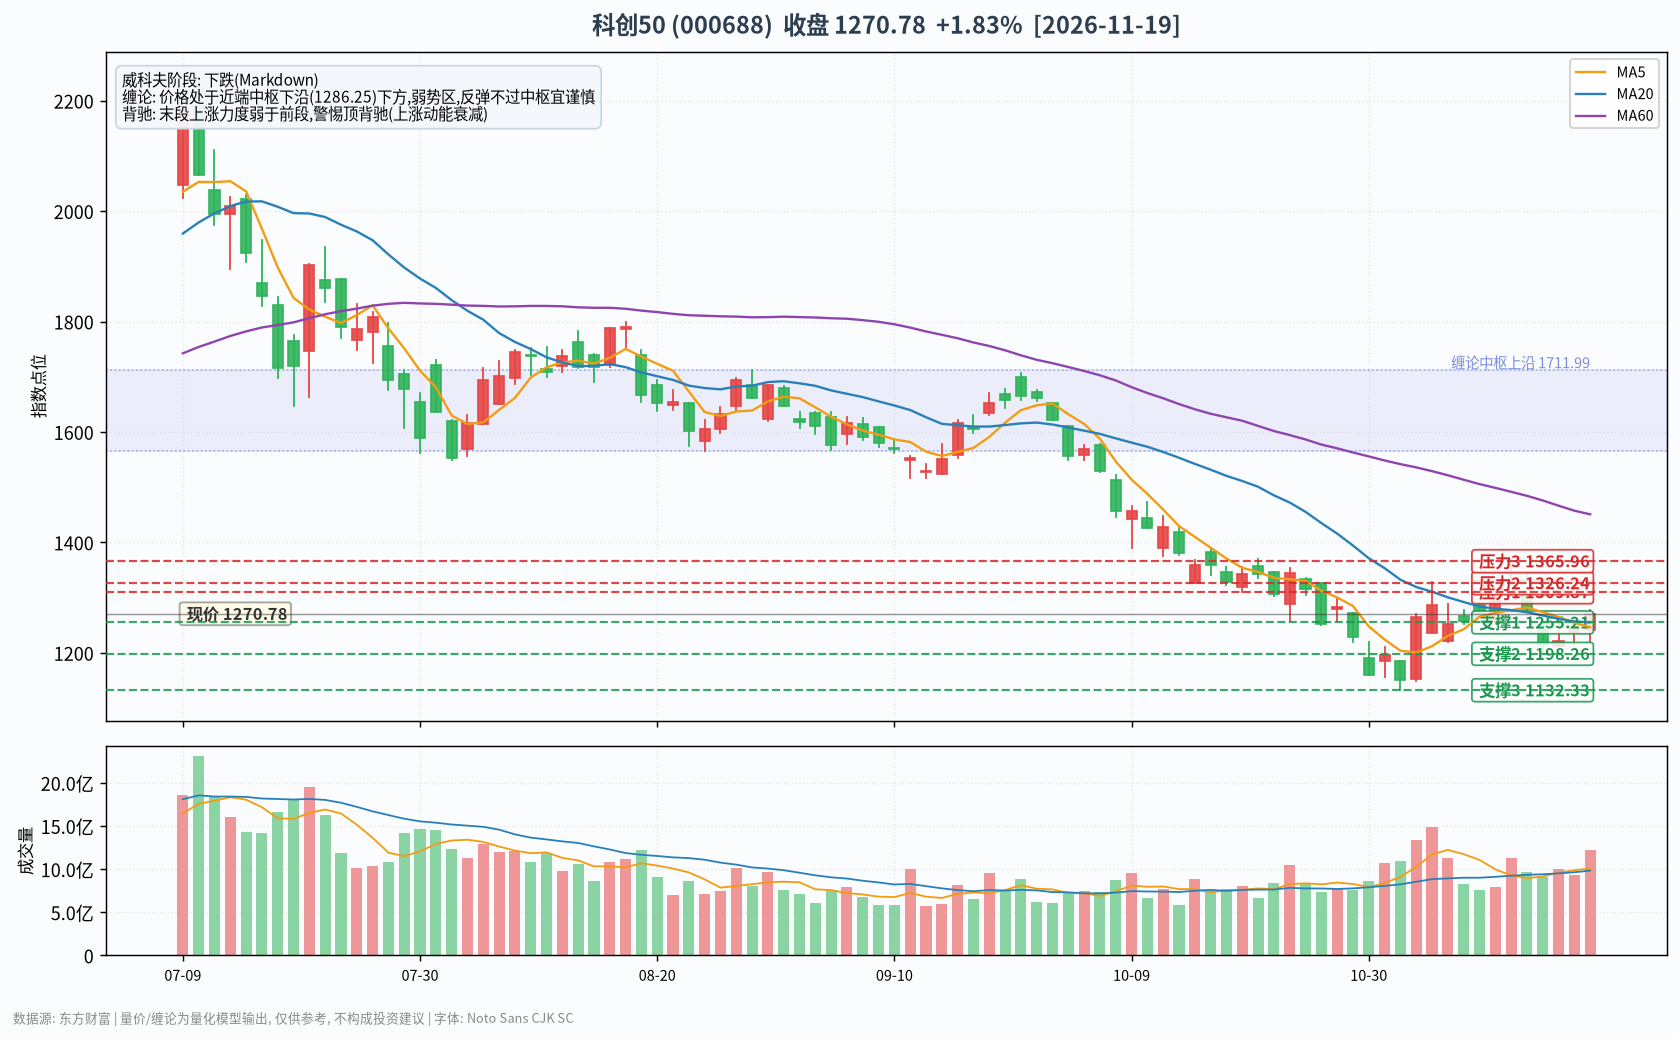 科创50 (000688)  收盘 1270.78  +1.83%  [2026-11-19]
威科夫阶段: 下跌(Markdown)
缠论: 价格处于近端中枢下沿(1286.25)下方,弱势区,反弹不过中枢宜谨慎
背驰: 末段上涨力度弱于前段,警惕顶背驰(上涨动能衰减)
MA5
MA20
MA60
指数点位
2200
2000
1800
1600
1400
1200
缠论中枢上沿 1711.99
压力3 1365.96
压力2 1326.24
现价 1270.78
支撑1 1255.21
支撑2 1198.26
支撑3 1132.33
成交量
20.0亿
15.0亿
10.0亿
5.0亿
0
07-09
07-30
08-20
09-10
10-09
10-30
数据源: 东方财富 | 量价/缠论为量化模型输出, 仅供参考, 不构成投资建议 | 字体: Noto Sans CJK SC